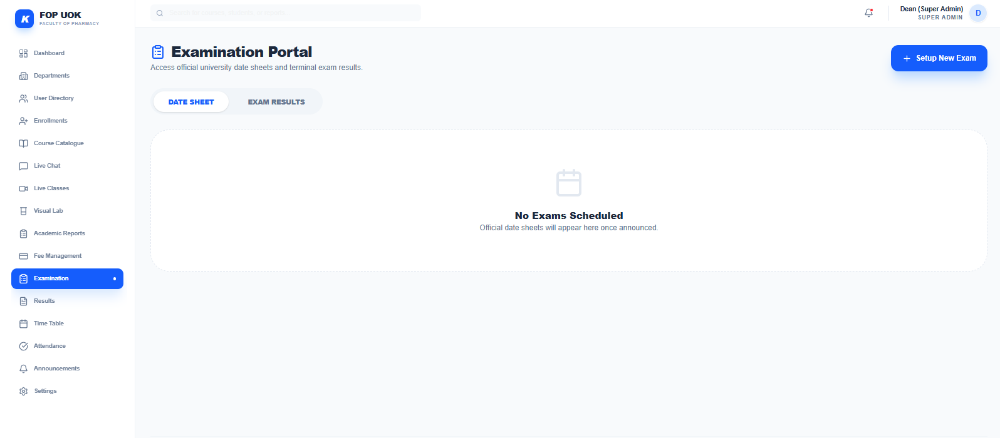 K
FOP UOK
FACULTY OF PHARMACY
Dashboard
Departments
User Directory
Enrollments
Course Catalogue
Live Chat
Live Classes
Visual Lab
Academic Reports
Fee Management
Examination
Results
Time Table
Attendance
Announcements
Settings
Search for courses, students, or reports...
Dean (Super Admin)
SUPER ADMIN
D
Examination Portal
Access official university date sheets and terminal exam results.
+ Setup New Exam
DATE SHEET
EXAM RESULTS
No Exams Scheduled
Official date sheets will appear here once announced.